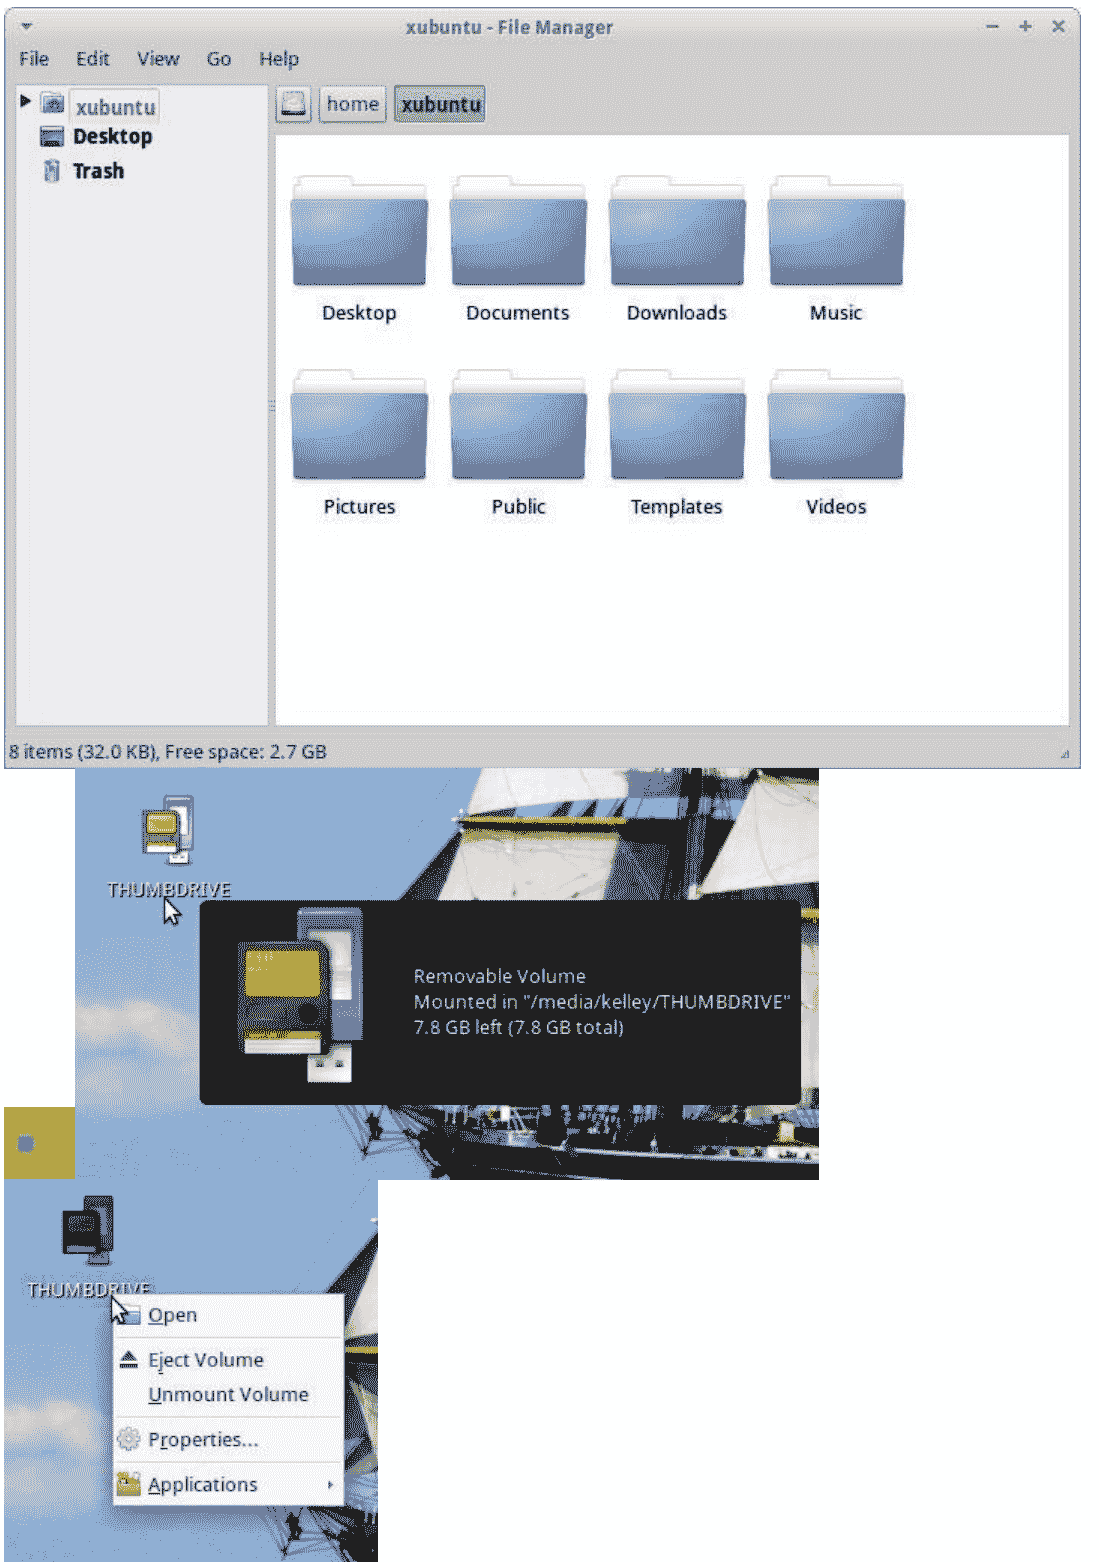 xubuntu - File Manager
File Edit View Go Help
xubuntu
Desktop
Trash
home xubuntu
Desktop Documents Downloads Music
Pictures Public Templates Videos
8 items (32.0 KB), Free space: 2.7 GB
THUMBDRIVE
Removable Volume
Mounted in "/media/kelley/THUMBDRIVE"
7.8 GB left (7.8 GB total)
THUMBDRIVE
Open
Eject Volume
Unmount Volume
Properties...
Applications